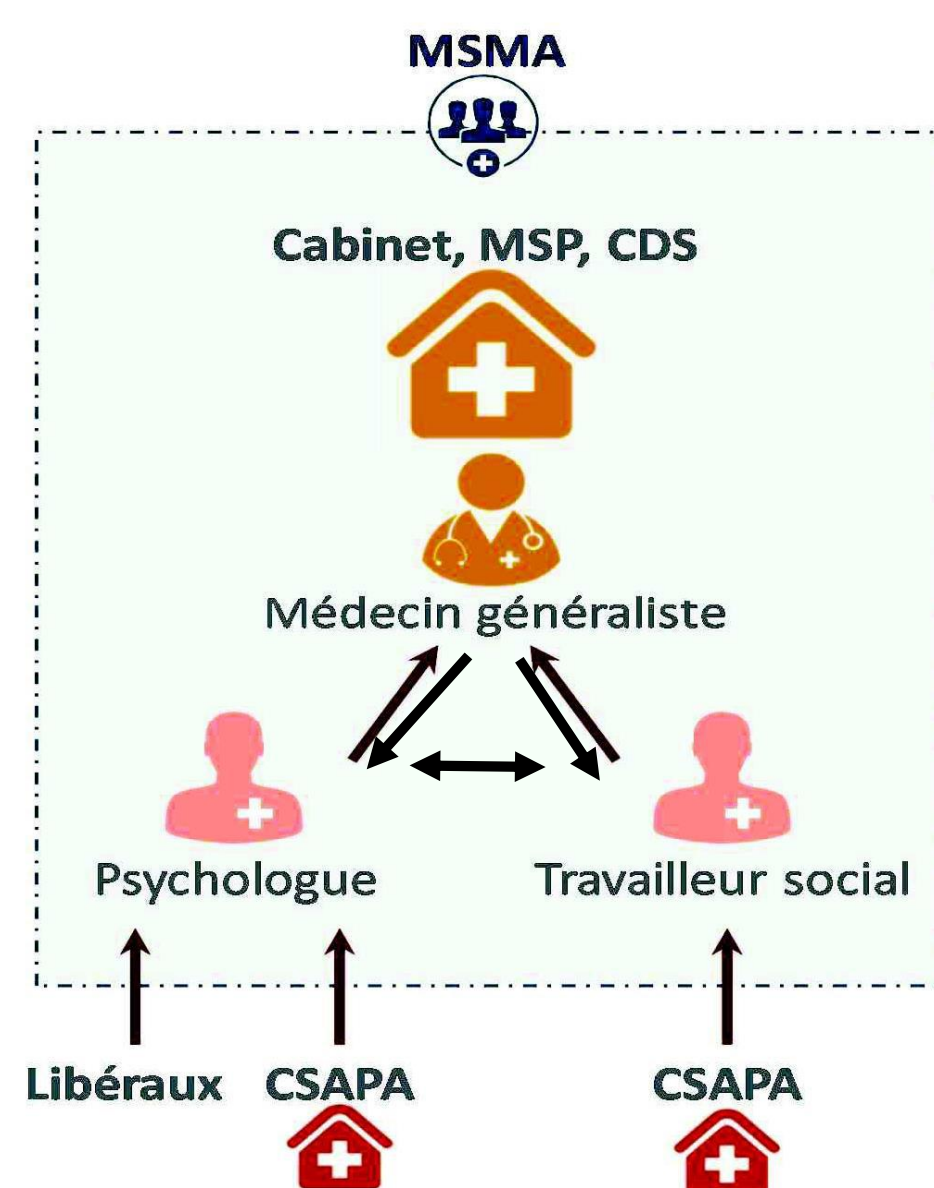 MSMA
Cabinet, MSP, CDS
Médecin généraliste
Psychologue
Travailleur social
Libéraux
CSAPA
CSAPA